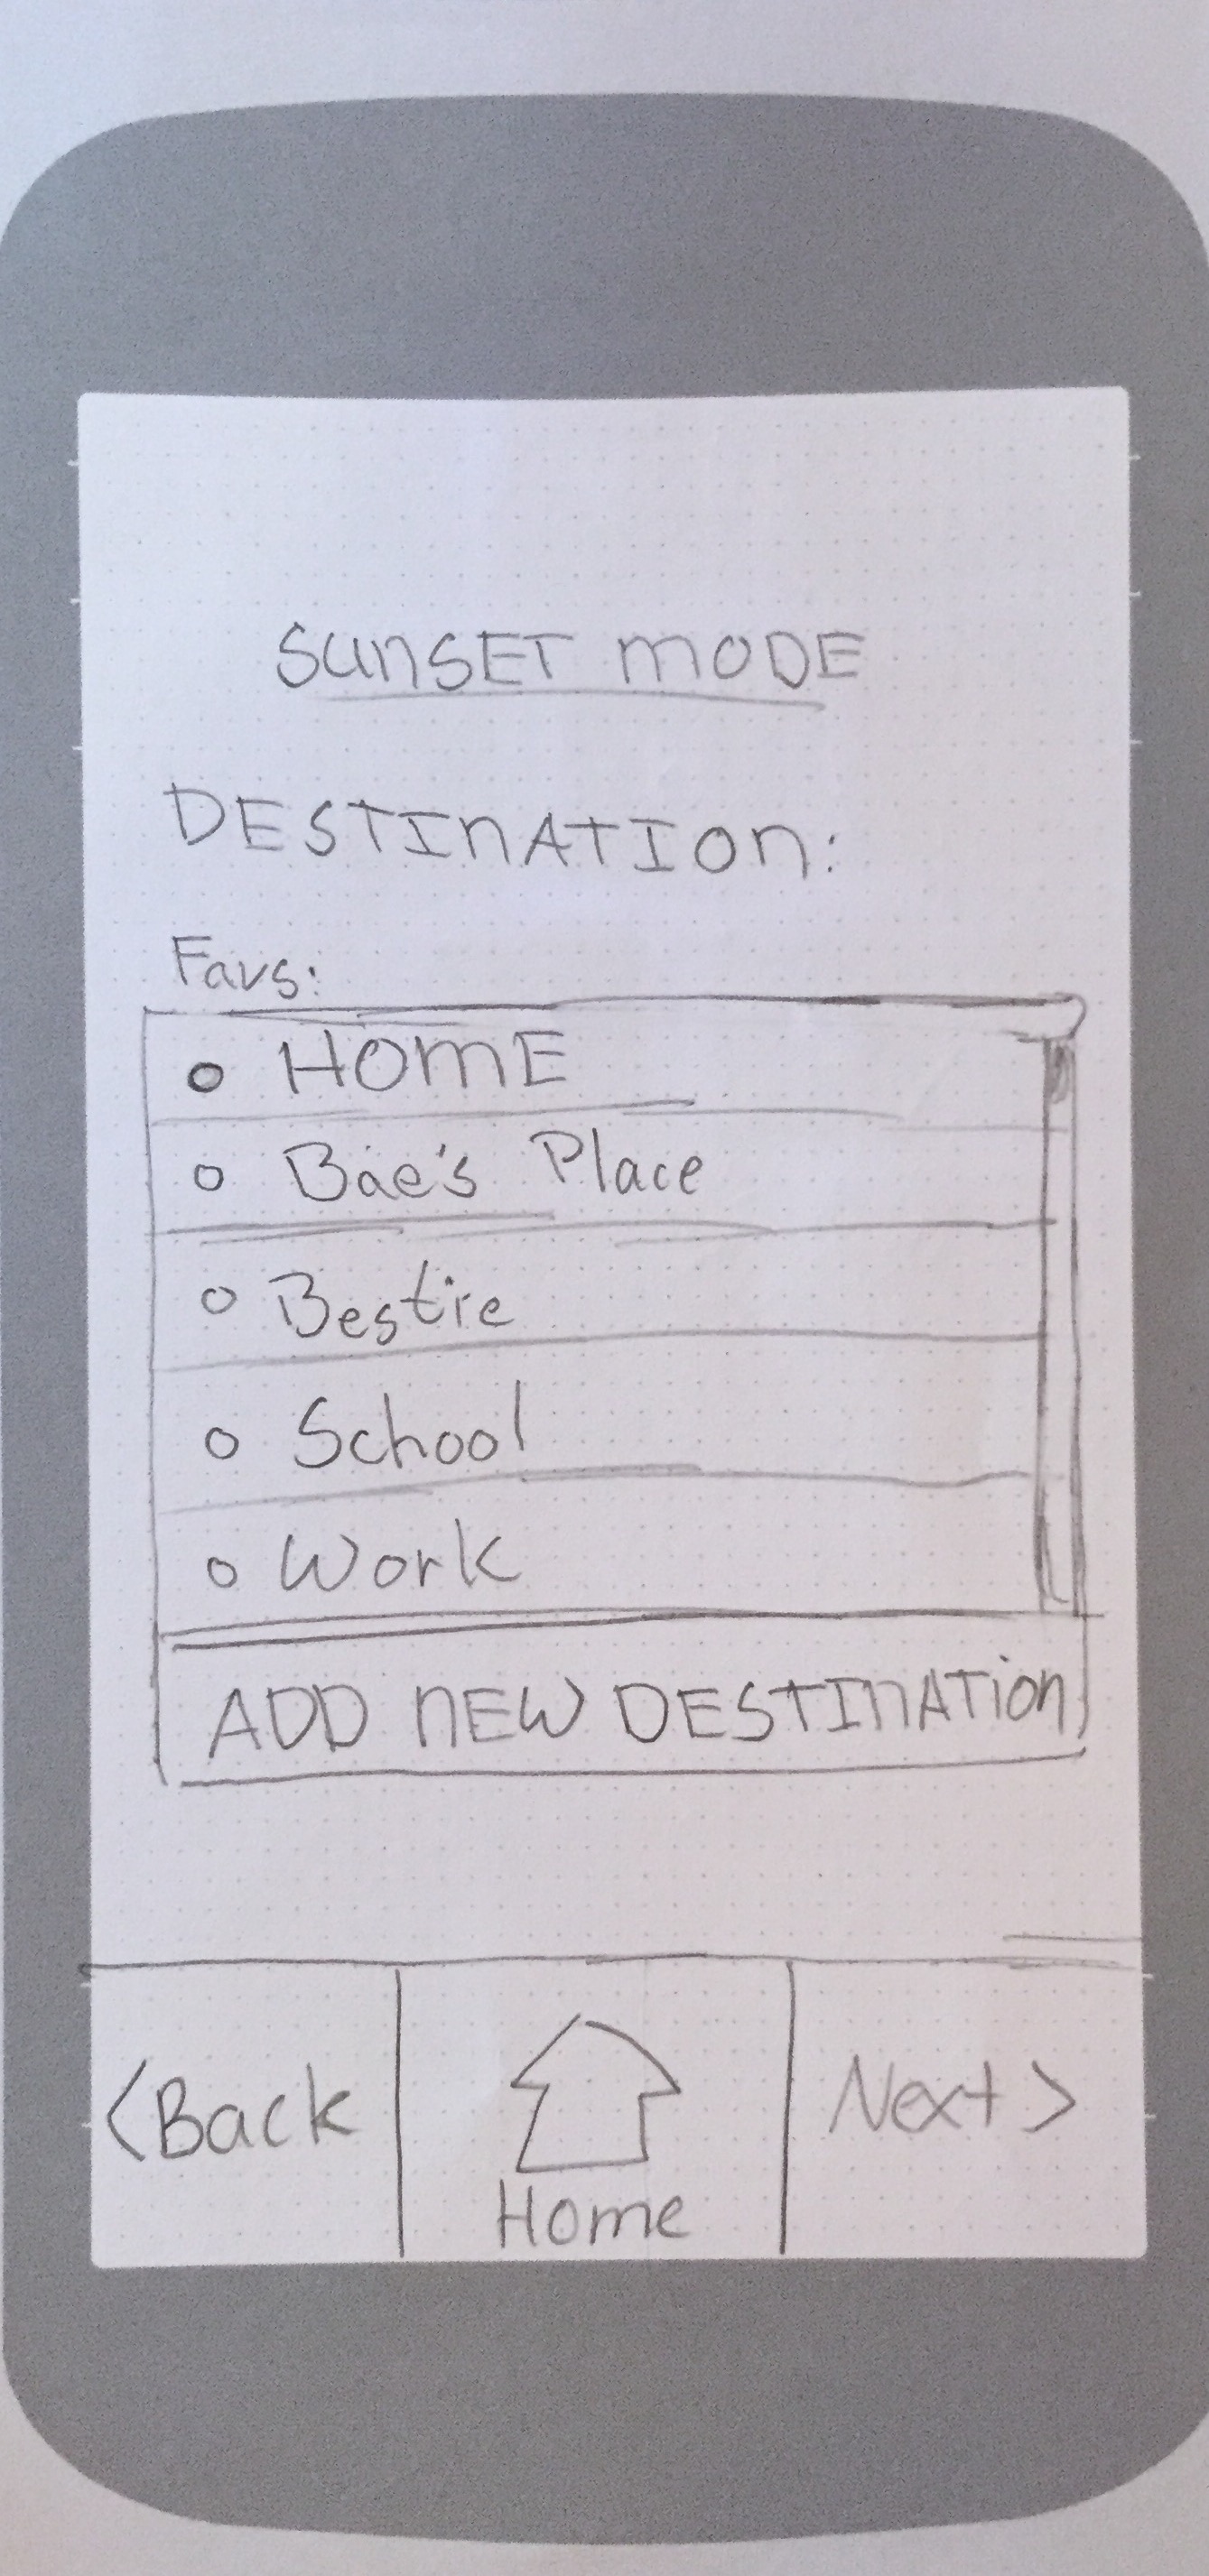 SUNSET MODE
DESTINATION:
Favs:
HOME
Bae's Place
Bestie
School
Work
ADD NEW DESTINATION
<Back
Home
Next >